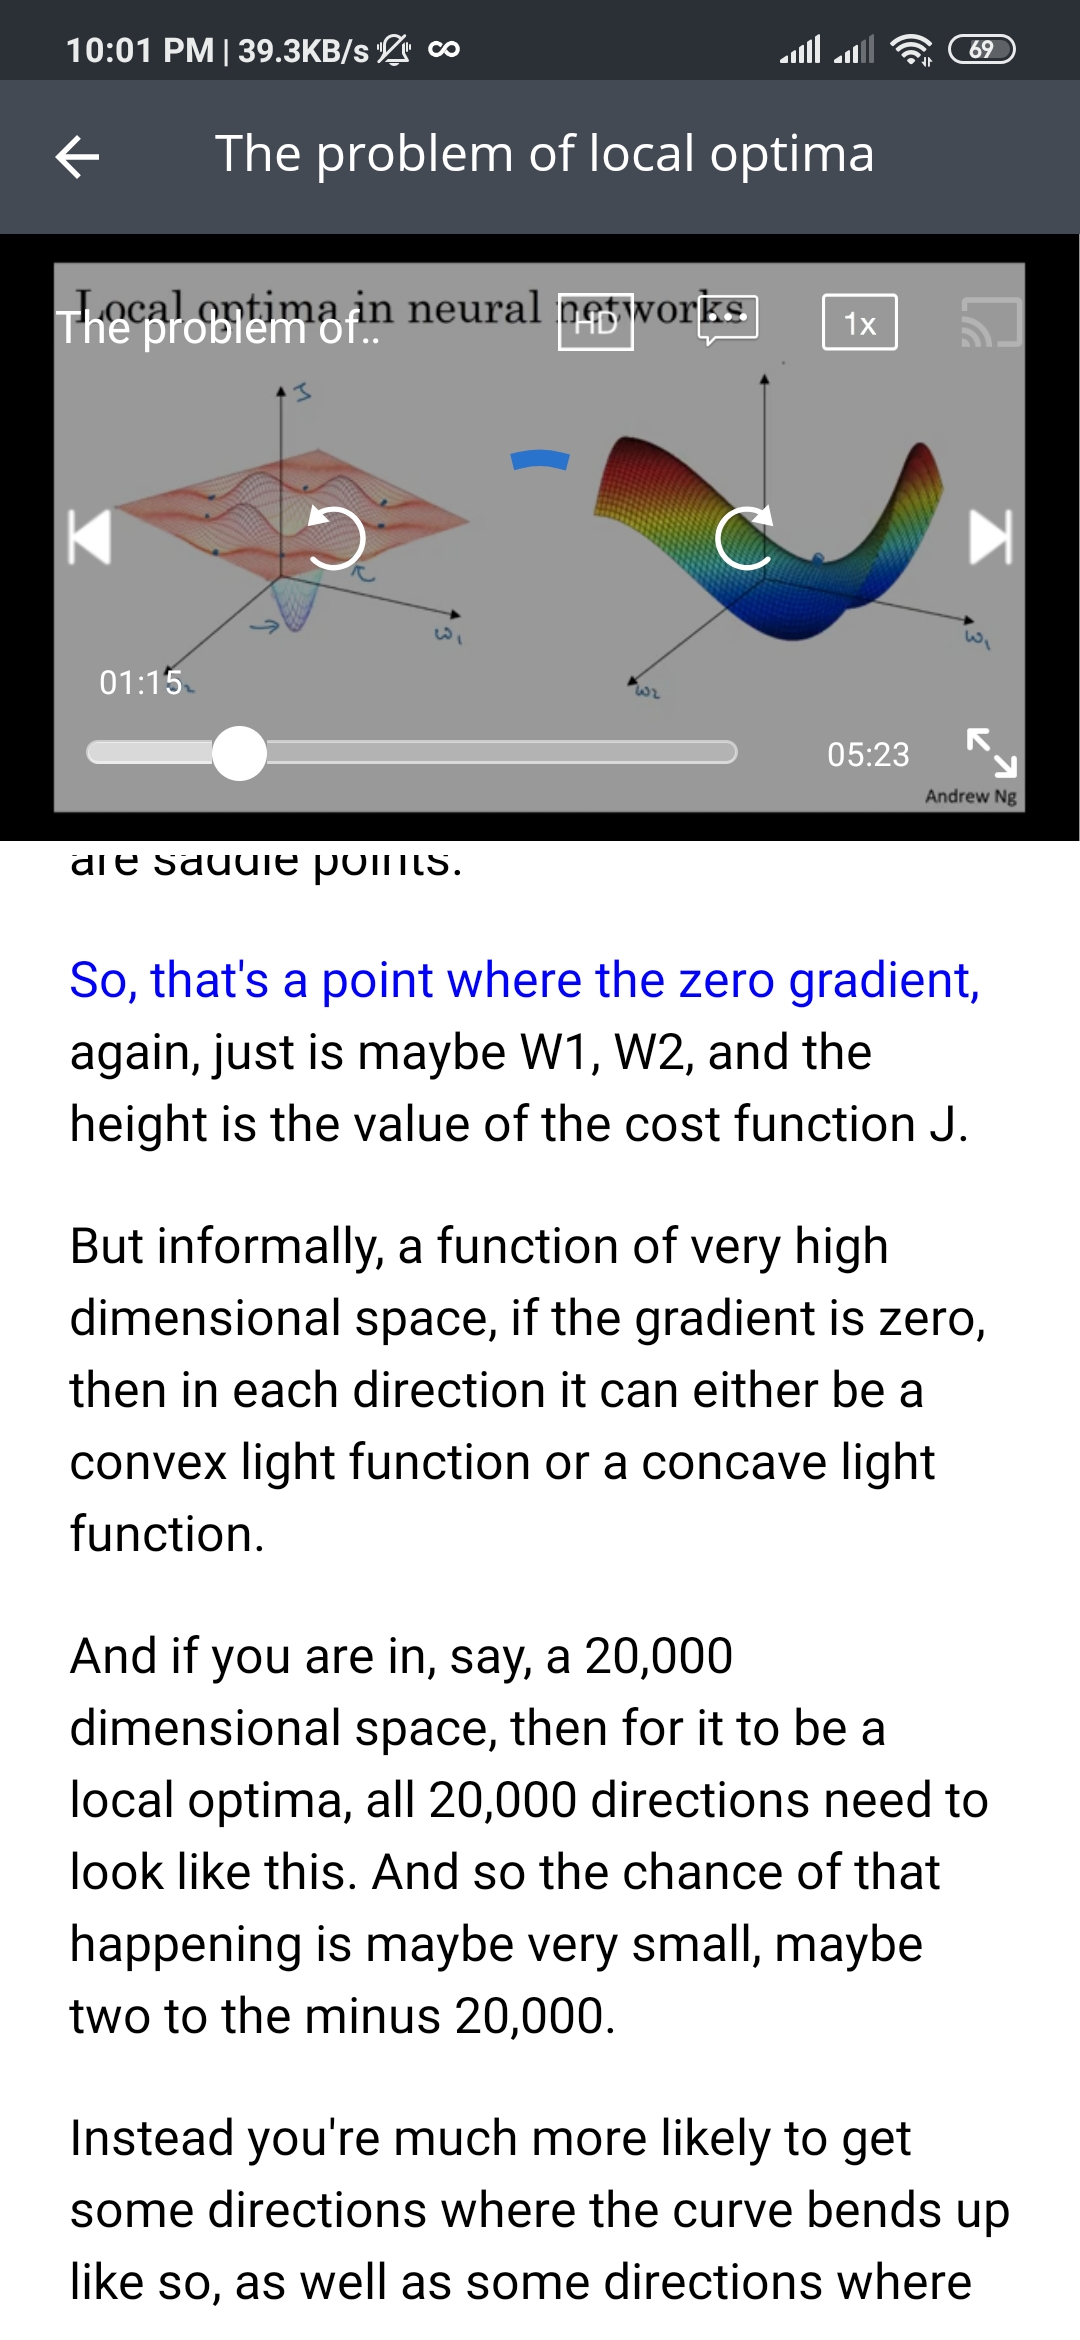 10:01 PM | 39.3KB/s
69
The problem of local optima
Local optima in neural networks
The problem of..
HD
1x
J
w1
w2
w1
w2
01:15
05:23
Andrew Ng
are saddle points.
So, that's a point where the zero gradient,
again, just is maybe W1, W2, and the
height is the value of the cost function J.
But informally, a function of very high
dimensional space, if the gradient is zero,
then in each direction it can either be a
convex light function or a concave light
function.
And if you are in, say, a 20,000
dimensional space, then for it to be a
local optima, all 20,000 directions need to
look like this. And so the chance of that
happening is maybe very small, maybe
two to the minus 20,000.
Instead you're much more likely to get
some directions where the curve bends up
like so, as well as some directions where